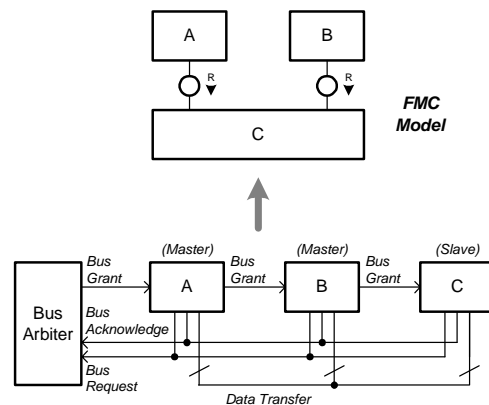 A
B
R
R
FMC
Model
C
(Master)
(Master)
(Slave)
Bus
Grant
Bus
Grant
Bus
Grant
A
B
C
Bus
Arbiter
Bus
Acknowledge
Bus
Request
Data Transfer